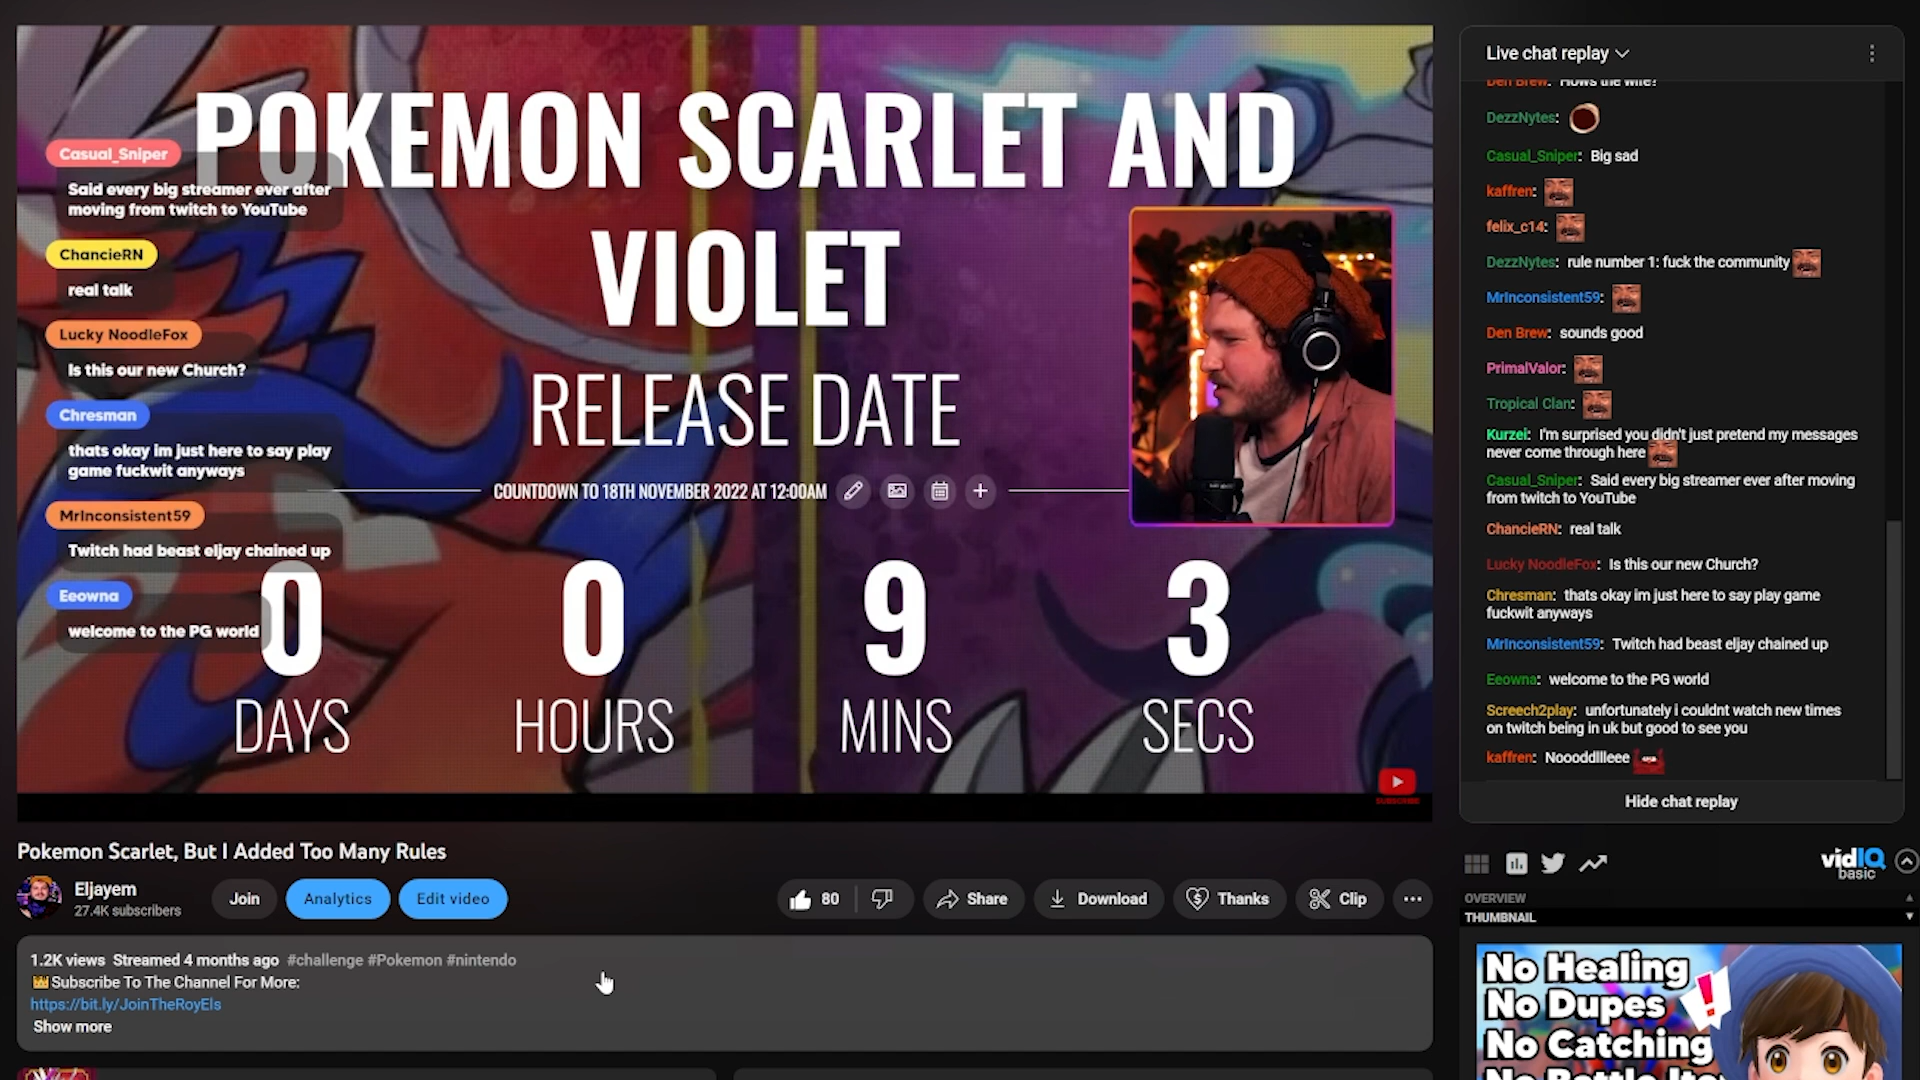 POKEMON SCARLET AND
VIOLET
RELEASE DATE
COUNTDOWN TO 18TH NOVEMBER 2022 AT 12:00AM
0
0
9
3
DAYS
HOURS
MINS
SECS
Casual_Sniper
Said every big streamer ever after
moving from twitch to YouTube
ChancieRN
real talk
Lucky NoodleFox
Is this our new Church?
Chresman
thats okay im just here to say play
game fuckwit anyways
MrInconsistent59
Twitch had beast eljay chained up
Eeowna
welcome to the PG world
SUBSCRIBE
Live chat replay
Den Brew: Hows the wife?
DezzNytes:
Casual_Sniper: Big sad
kaffren:
felix_c14:
DezzNytes: rule number 1: fuck the community
MrInconsistent59:
Den Brew: sounds good
PrimalValor:
Tropical Clan:
Kurzei: I'm surprised you didn't just pretend my messages
never come through here
Casual_Sniper: Said every big streamer ever after moving
from twitch to YouTube
ChancieRN: real talk
Lucky NoodleFox: Is this our new Church?
Chresman: thats okay im just here to say play game
fuckwit anyways
MrInconsistent59: Twitch had beast eljay chained up
Eeowna: welcome to the PG world
Screech2play: unfortunately i couldnt watch new times
on twitch being in uk but good to see you
kaffren: Noooddllleee
Hide chat replay
Pokemon Scarlet, But I Added Too Many Rules
Eljayem
27.4K subscribers
Join
Analytics
Edit video
80
Share
Download
Thanks
Clip
1.2K views Streamed 4 months ago #challenge #Pokemon #nintendo
Subscribe To The Channel For More:
https://bit.ly/JoinTheRoyEls
Show more
vidIQ
basic
OVERVIEW
THUMBNAIL
No Healing
No Dupes
No Catching
No Battle